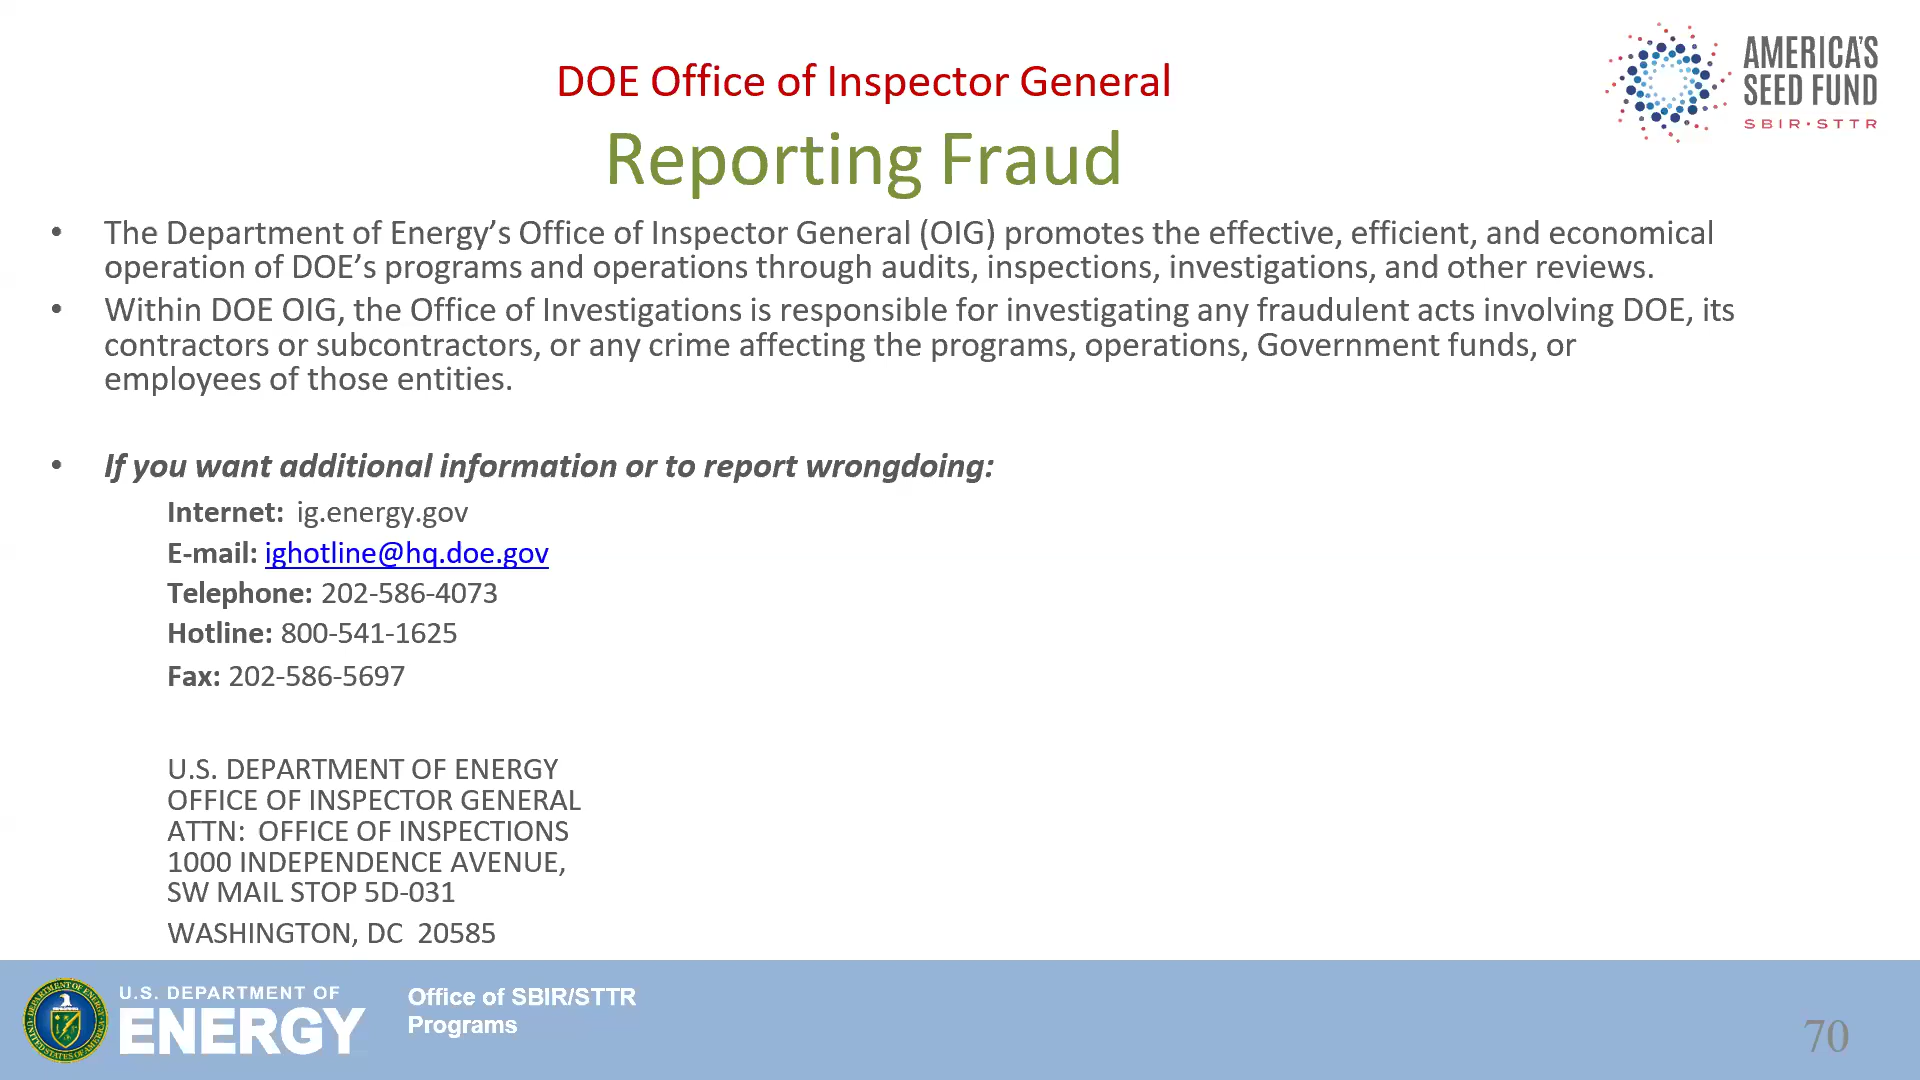 AMERICA'S
SEED FUND
SBIR·STTR
DOE Office of Inspector General
Reporting Fraud
• The Department of Energy’s Office of Inspector General (OIG) promotes the effective, efficient, and economical
operation of DOE’s programs and operations through audits, inspections, investigations, and other reviews.
• Within DOE OIG, the Office of Investigations is responsible for investigating any fraudulent acts involving DOE, its
contractors or subcontractors, or any crime affecting the programs, operations, Government funds, or
employees of those entities.
• If you want additional information or to report wrongdoing:
Internet:  ig.energy.gov
E-mail: ighotline@hq.doe.gov
Telephone: 202-586-4073
Hotline: 800-541-1625
Fax: 202-586-5697
U.S. DEPARTMENT OF ENERGY
OFFICE OF INSPECTOR GENERAL
ATTN:  OFFICE OF INSPECTIONS
1000 INDEPENDENCE AVENUE,
SW MAIL STOP 5D-031
WASHINGTON, DC  20585
DEPARTMENT OF ENERGY
UNITED STATES OF AMERICA
U.S. DEPARTMENT OF
ENERGY
Office of SBIR/STTR
Programs
70